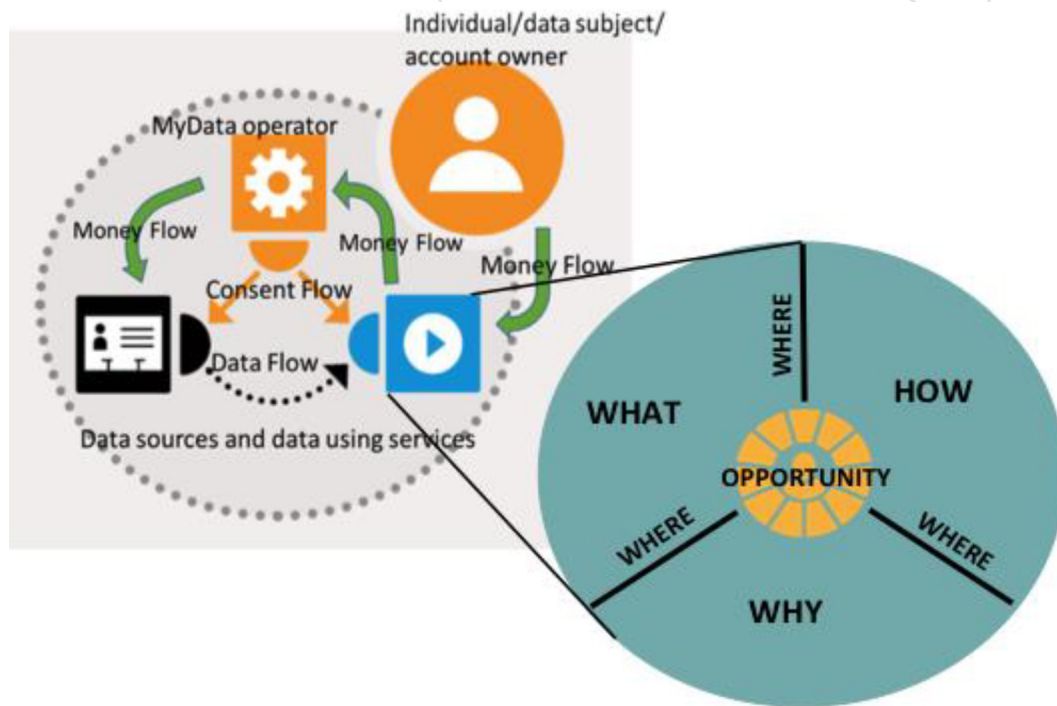 Individual/data subject/
account owner
MyData operator
Money Flow
Money Flow
Money Flow
Consent Flow
Data Flow
Data sources and data using services
WHERE
WHAT
HOW
OPPORTUNITY
WHERE
WHERE
WHY